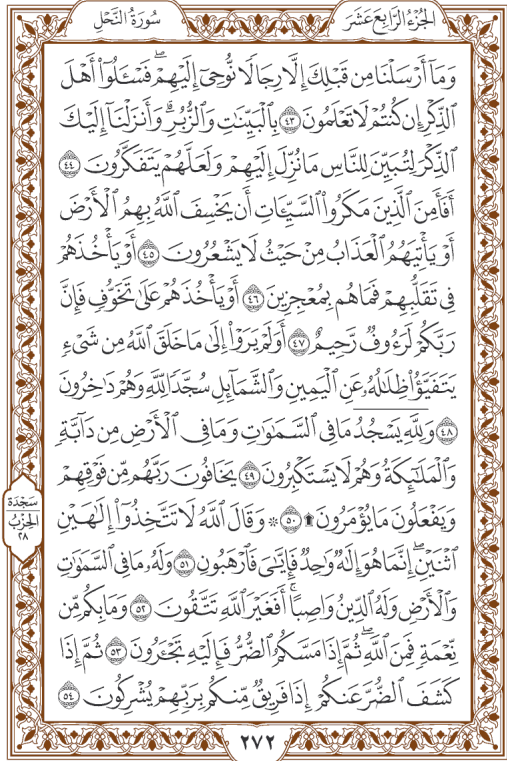 الجُزْءُ الرَّابِعَ عَشَرَ
سُورَةُ النَّحْلِ
وَمَآ أَرْسَلْنَا مِن قَبْلِكَ إِلَّا رِجَالًا نُّوحِىٓ إِلَيْهِمْ ۖ فَسْـَٔلُوٓا۟ أَهْلَ
ٱلذِّكْرِ إِن كُنتُمْ لَا تَعْلَمُونَ ٤٣ بِٱلْبَيِّنَـٰتِ وَٱلزُّبُرِ ۗ وَأَنزَلْنَآ إِلَيْكَ
ٱلذِّكْرَ لِتُبَيِّنَ لِلنَّاسِ مَا نُزِّلَ إِلَيْهِمْ وَلَعَلَّهُمْ يَتَفَكَّرُونَ ٤٤
أَفَأَمِنَ ٱلَّذِينَ مَكَرُوا۟ ٱلسَّيِّـَٔاتِ أَن يَخْسِفَ ٱللَّهُ بِهِمُ ٱلْأَرْضَ
أَوْ يَأْتِيَهُمُ ٱلْعَذَابُ مِنْ حَيْثُ لَا يَشْعُرُونَ ٤٥ أَوْ يَأْخُذَهُمْ
فِى تَقَلُّبِهِمْ فَمَا هُم بِمُعْجِزِينَ ٤٦ أَوْ يَأْخُذَهُمْ عَلَىٰ تَخَوُّفٍ فَإِنَّ
رَبَّكُمْ لَرَءُوفٌ رَّحِيمٌ ٤٧ أَوَلَمْ يَرَوْا۟ إِلَىٰ مَا خَلَقَ ٱللَّهُ مِن شَىْءٍ
يَتَفَيَّؤُا۟ ظِلَـٰلُهُۥ عَنِ ٱلْيَمِينِ وَٱلشَّمَآئِلِ سُجَّدًا لِّلَّهِ وَهُمْ دَٰخِرُونَ
٤٨ وَلِلَّهِ يَسْجُدُ مَا فِى ٱلسَّمَـٰوَٰتِ وَمَا فِى ٱلْأَرْضِ مِن دَآبَّةٍ
وَٱلْمَلَـٰٓئِكَةُ وَهُمْ لَا يَسْتَكْبِرُونَ ٤٩ يَخَافُونَ رَبَّهُم مِّن فَوْقِهِمْ
وَيَفْعَلُونَ مَا يُؤْمَرُونَ ۩ ٥٠ ۞ وَقَالَ ٱللَّهُ لَا تَتَّخِذُوٓا۟ إِلَـٰهَيْنِ
ٱثْنَيْنِ ۖ إِنَّمَا هُوَ إِلَـٰهٌ وَٰحِدٌ فَإِيَّـٰىَ فَٱرْهَبُونِ ٥١ وَلَهُۥ مَا فِى ٱلسَّمَـٰوَٰتِ
وَٱلْأَرْضِ وَلَهُ ٱلدِّينُ وَاصِبًا ۚ أَفَغَيْرَ ٱللَّهِ تَتَّقُونَ ٥٢ وَمَا بِكُم مِّن
نِّعْمَةٍ فَمِنَ ٱللَّهِ ۖ ثُمَّ إِذَا مَسَّكُمُ ٱلضُّرُّ فَإِلَيْهِ تَجْـَٔرُونَ ٥٣ ثُمَّ إِذَا
كَشَفَ ٱلضُّرَّ عَنكُمْ إِذَا فَرِيقٌ مِّنكُم بِرَبِّهِمْ يُشْرِكُونَ ٥٤
سَجْدَة
الحِزْبُ
٢٨
٢٧٢